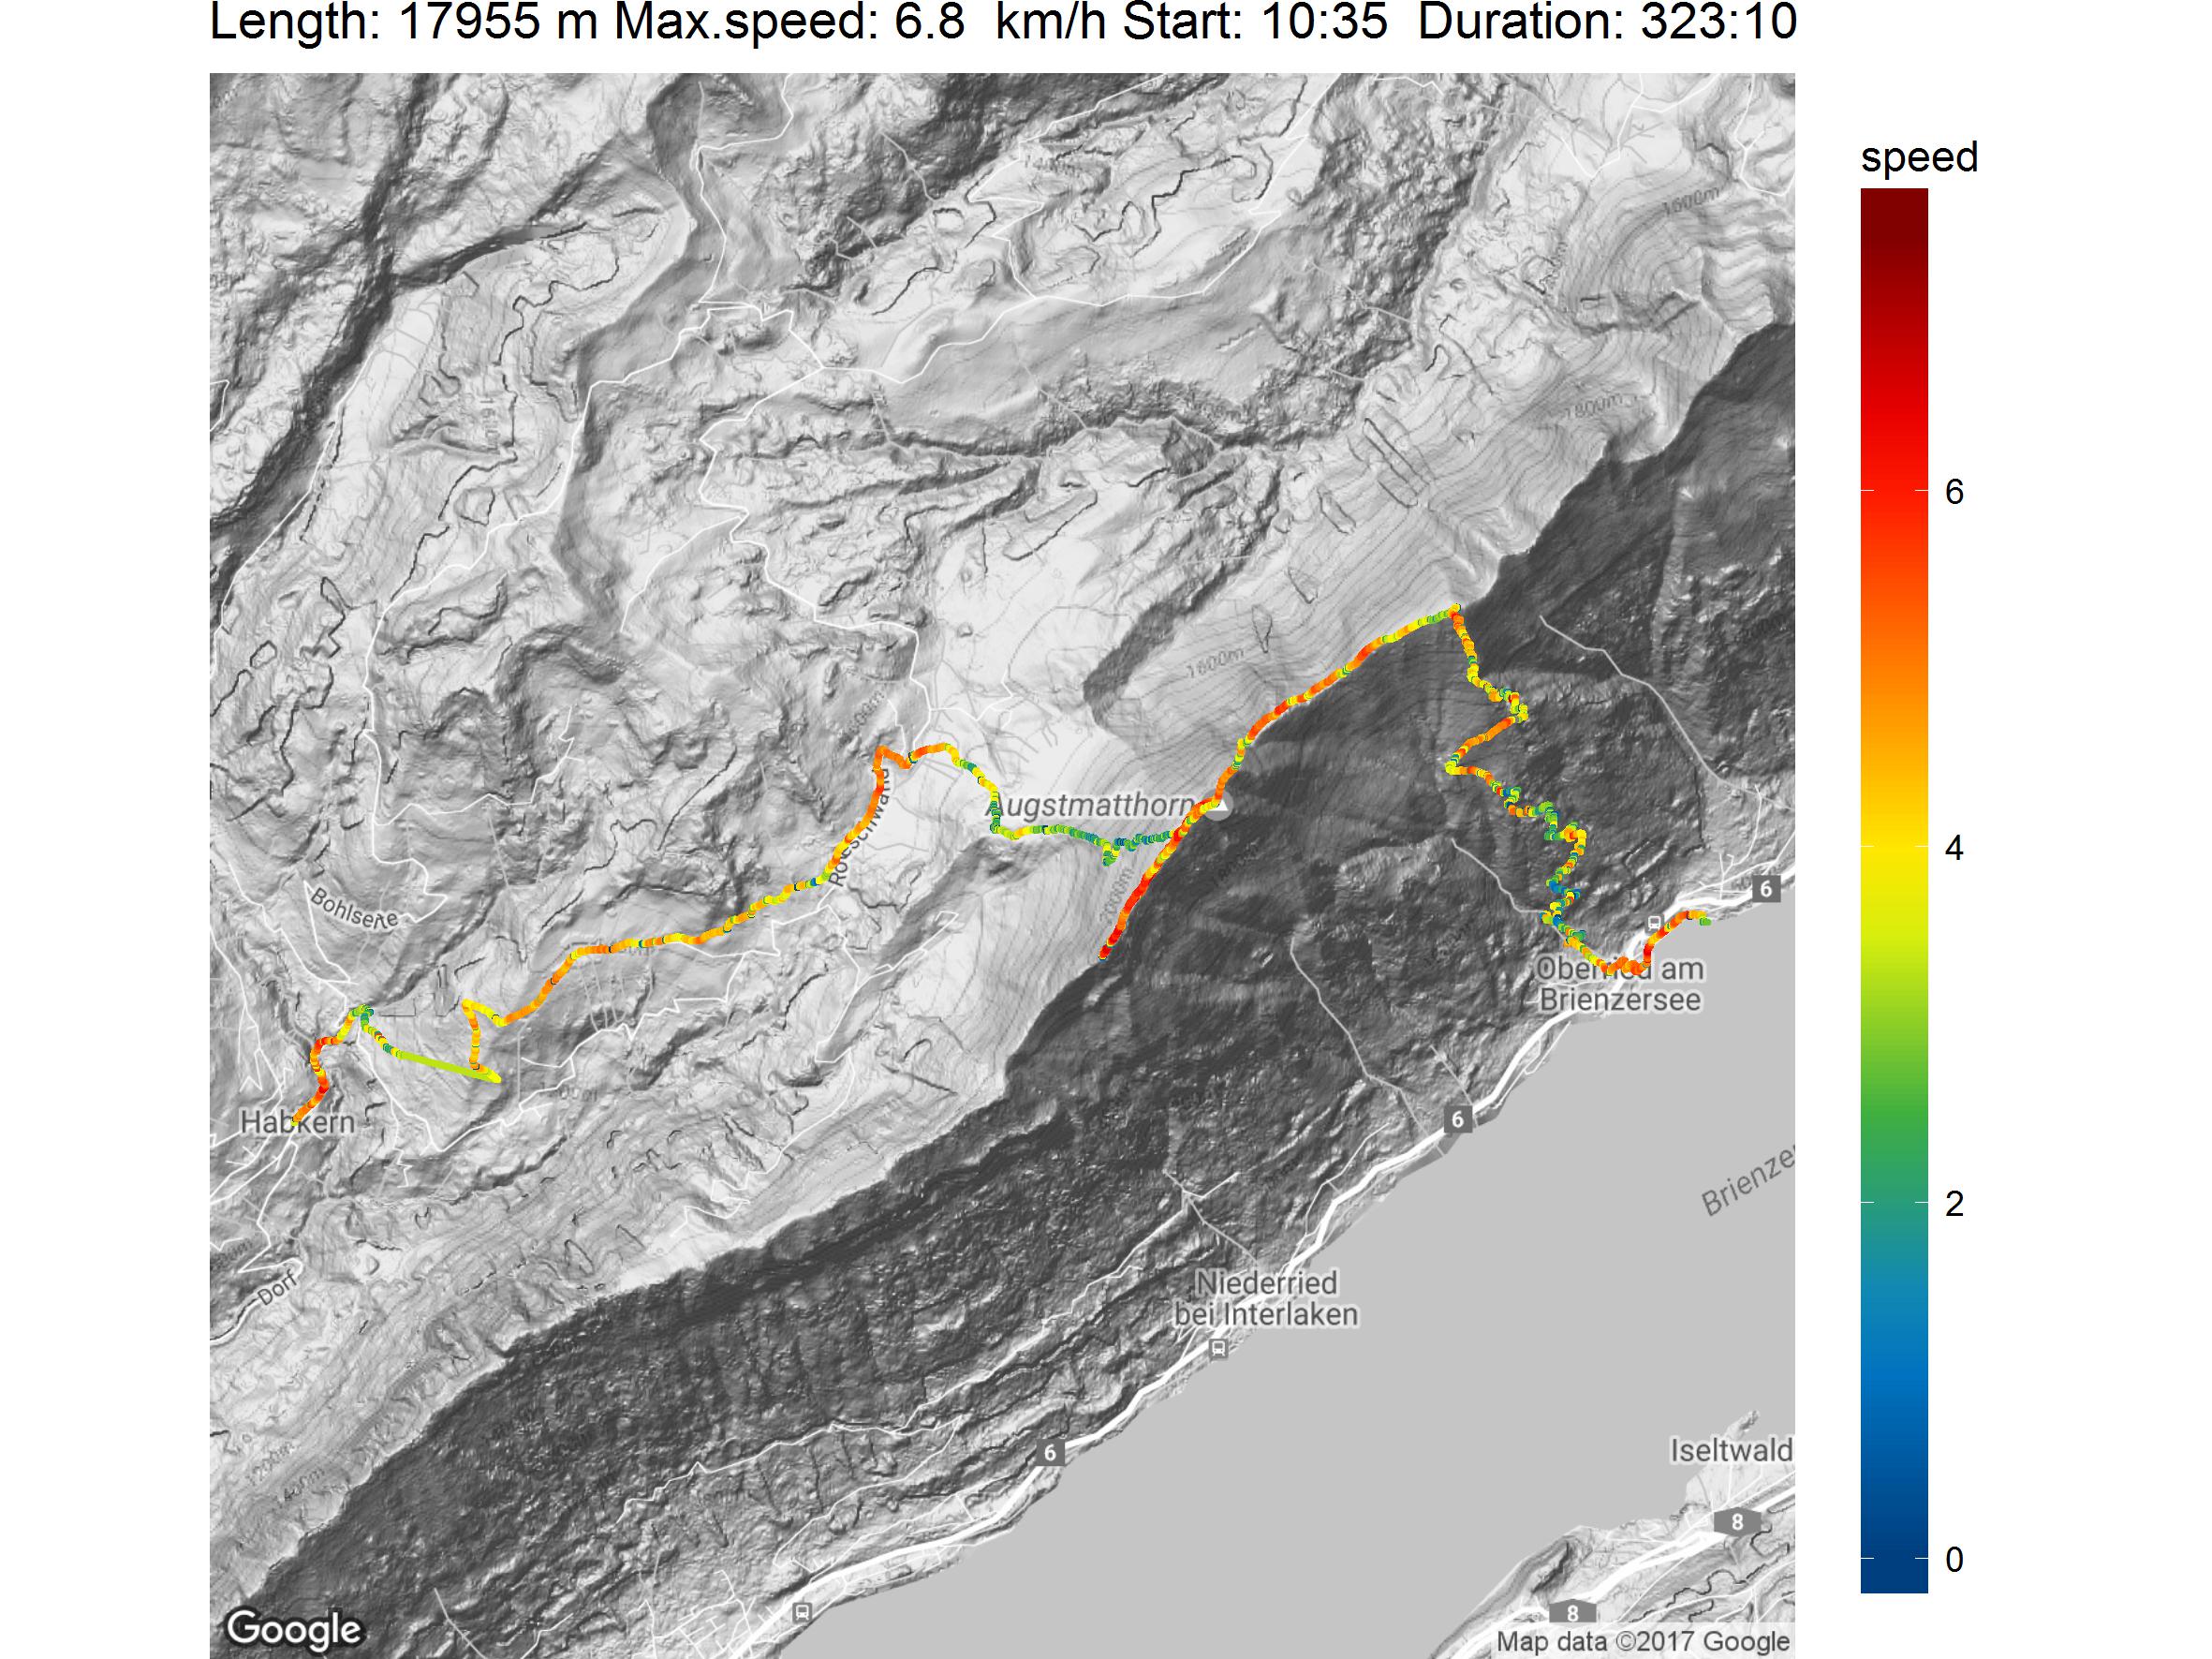 Length: 17955 m Max.speed: 6.8  km/h Start: 10:35  Duration: 323:10
speed
6
4
2
0
1600m
1800m
1600m
Augstmatthorn
2000m
Bohlseite
6
Oberried am
Brienzersee
Habkern
6
Brienzer
Dorf
Niederried
bei Interlaken
1200m
1400m
6
Iseltwald
8
8
Google
Map data ©2017 Google